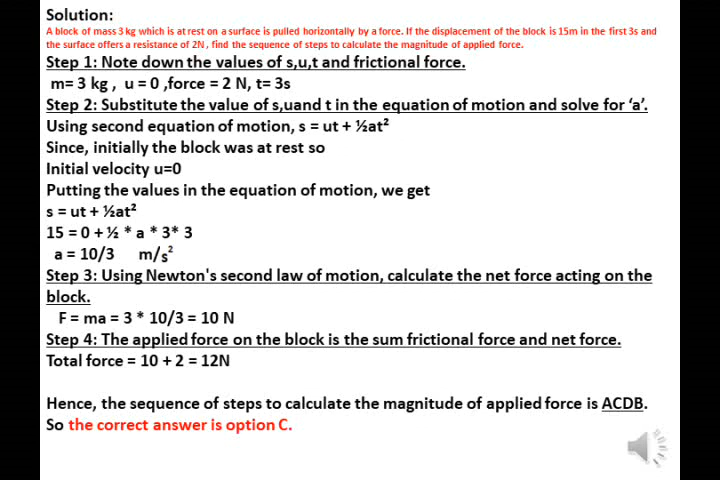 Solution:
A block of mass 3 kg which is at rest on a surface is pulled horizontally by a force. If the displacement of the block is 15m in the first 3s and
the surface offers a resistance of 2N, find the sequence of steps to calculate the magnitude of applied force.
Step 1: Note down the values of s,u,t and frictional force.
m= 3 kg , u = 0 ,force = 2 N, t= 3s
Step 2: Substitute the value of s,uand t in the equation of motion and solve for ‘a’.
Using second equation of motion, s = ut + ½at²
Since, initially the block was at rest so
Initial velocity u=0
Putting the values in the equation of motion, we get
s = ut + ½at²
15 = 0 + ½ * a * 3* 3
a = 10/3 m/s²
Step 3: Using Newton's second law of motion, calculate the net force acting on the
block.
F = ma = 3 * 10/3 = 10 N
Step 4: The applied force on the block is the sum frictional force and net force.
Total force = 10 + 2 = 12N
Hence, the sequence of steps to calculate the magnitude of applied force is ACDB.
So the correct answer is option C.